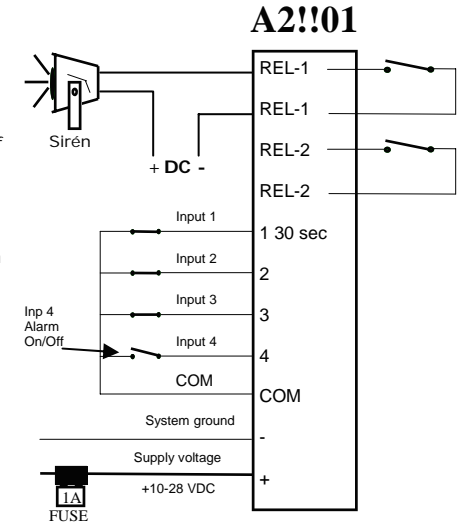 A2!!01
REL-1
REL-1
REL-2
REL-2
Sirén
+ DC -
Input 1
1 30 sec
Input 2
2
Input 3
3
Inp 4
Alarm
On/Off
Input 4
4
COM
COM
System ground
-
Supply voltage
+
+10-28 VDC
1A
FUSE